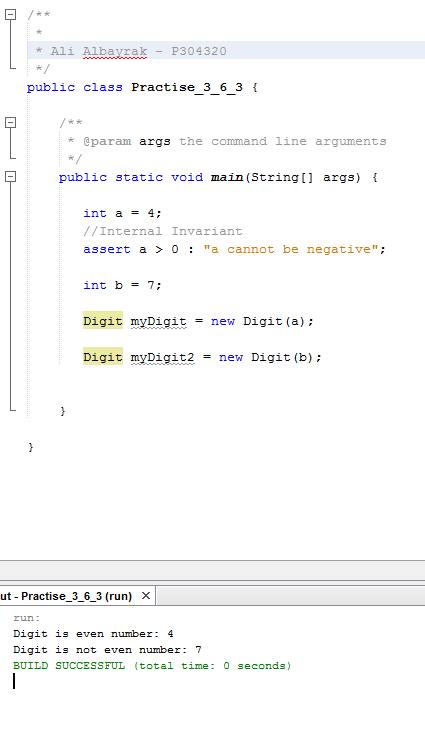 /**
*
* Ali Albayrak - P304320
*/
public class Practise_3_6_3 {
/**
* @param args the command line arguments
*/
public static void main(String[] args) {
int a = 4;
//Internal Invariant
assert a > 0 : "a cannot be negative";
int b = 7;
Digit myDigit = new Digit(a);
Digit myDigit2 = new Digit(b);
}
}
ut - Practise_3_6_3 (run) ×
run:
Digit is even number: 4
Digit is not even number: 7
BUILD SUCCESSFUL (total time: 0 seconds)